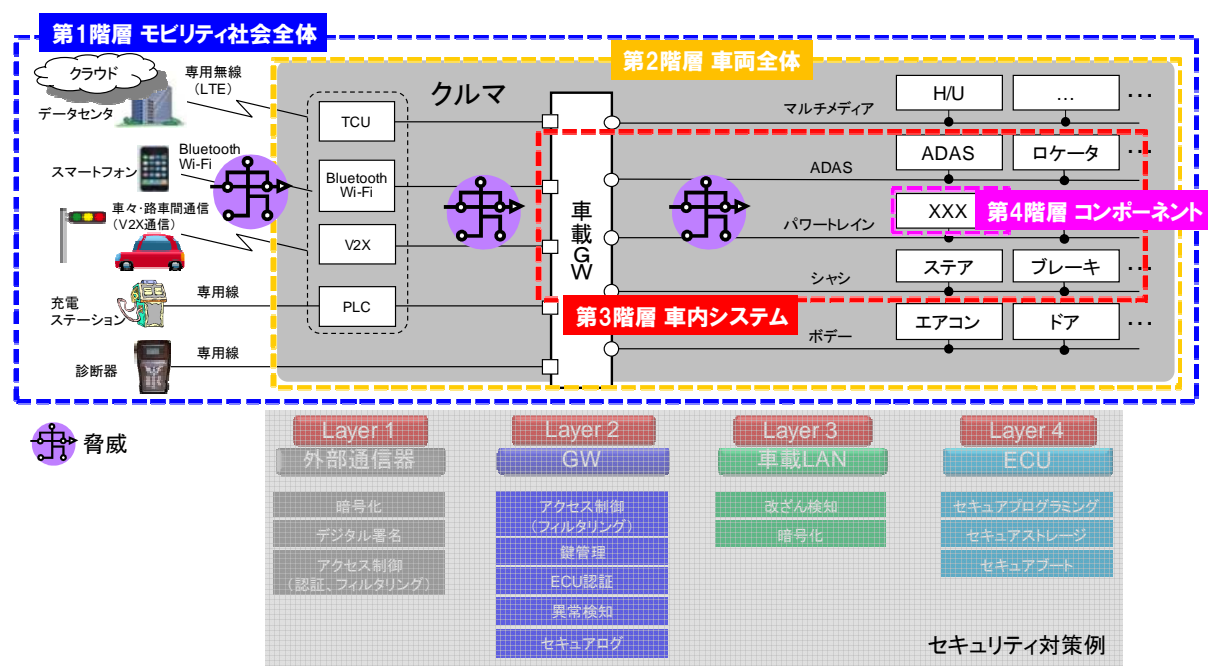 第1階層 モビリティ社会全体
第2階層 車両全体
クラウド
データセンタ
専用無線
（LTE）
スマートフォン
Bluetooth
Wi-Fi
車々・路車間通信
（V2X通信）
充電
ステーション
専用線
診断器
専用線
クルマ
TCU
Bluetooth
Wi-Fi
V2X
PLC
車載GW
マルチメディア
H/U
…
…
ADAS
ADAS
ロケータ
…
パワートレイン
XXX
第4階層 コンポーネント
シャシ
ステア
ブレーキ
…
第3階層 車内システム
ボデー
エアコン
ドア
…
脅威
Layer 1
外部通信器
暗号化
デジタル署名
アクセス制御
（認証、フィルタリング）
Layer 2
GW
アクセス制御
（フィルタリング）
鍵管理
ECU認証
異常検知
セキュアログ
Layer 3
車載LAN
改ざん検知
暗号化
Layer 4
ECU
セキュアプログラミング
セキュアストレージ
セキュアブート
セキュリティ対策例